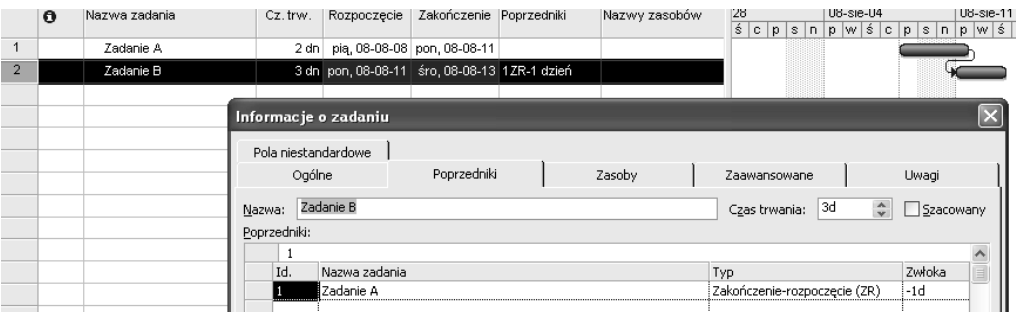 Nazwa zadania Cz. trw. Rozpoczęcie Zakończenie Poprzedniki Nazwy zasobów 28 08-sie-04 08-sie-11
ś c p s n p w ś c p s n p w ś
1 Zadanie A 2 dn pią, 08-08-08 pon, 08-08-11
2 Zadanie B 3 dn pon, 08-08-11 śro, 08-08-13 1ZR-1 dzień
Informacje o zadaniu
Pola niestandardowe
Ogólne Poprzedniki Zasoby Zaawansowane Uwagi
Nazwa: Zadanie B Czas trwania: 3d Szacowany
Poprzedniki:
1
Id. Nazwa zadania Typ Zwłoka
1 Zadanie A Zakończenie-rozpoczęcie (ZR) -1d